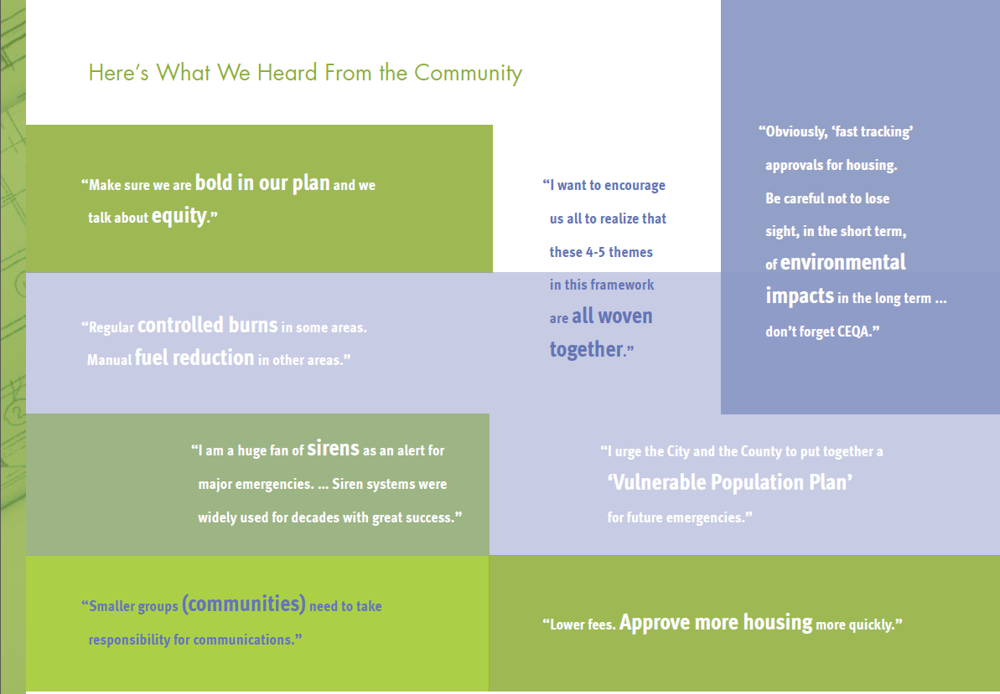 Here’s What We Heard From the Community
“Make sure we are bold in our plan and we
talk about equity.”
“I want to encourage
us all to realize that
these 4-5 themes
in this framework
are all woven
together.”
“Obviously, ‘fast tracking’
approvals for housing.
Be careful not to lose
sight, in the short term,
of environmental
impacts in the long term ...
don’t forget CEQA.”
“Regular controlled burns in some areas.
Manual fuel reduction in other areas.”
“I am a huge fan of sirens as an alert for
major emergencies. ... Siren systems were
widely used for decades with great success.”
“I urge the City and the County to put together a
‘Vulnerable Population Plan’
for future emergencies.”
“Smaller groups (communities) need to take
responsibility for communications.”
“Lower fees. Approve more housing more quickly.”